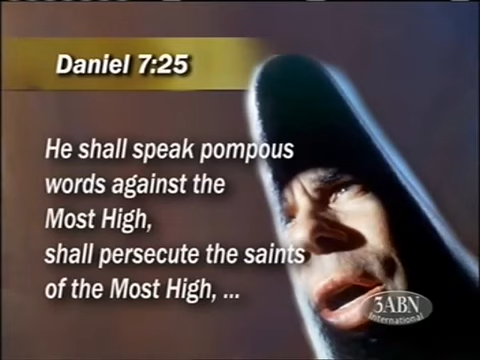 Daniel 7:25
He shall speak pompous
words against the
Most High,
shall persecute the saints
of the Most High, ...
3ABN
International